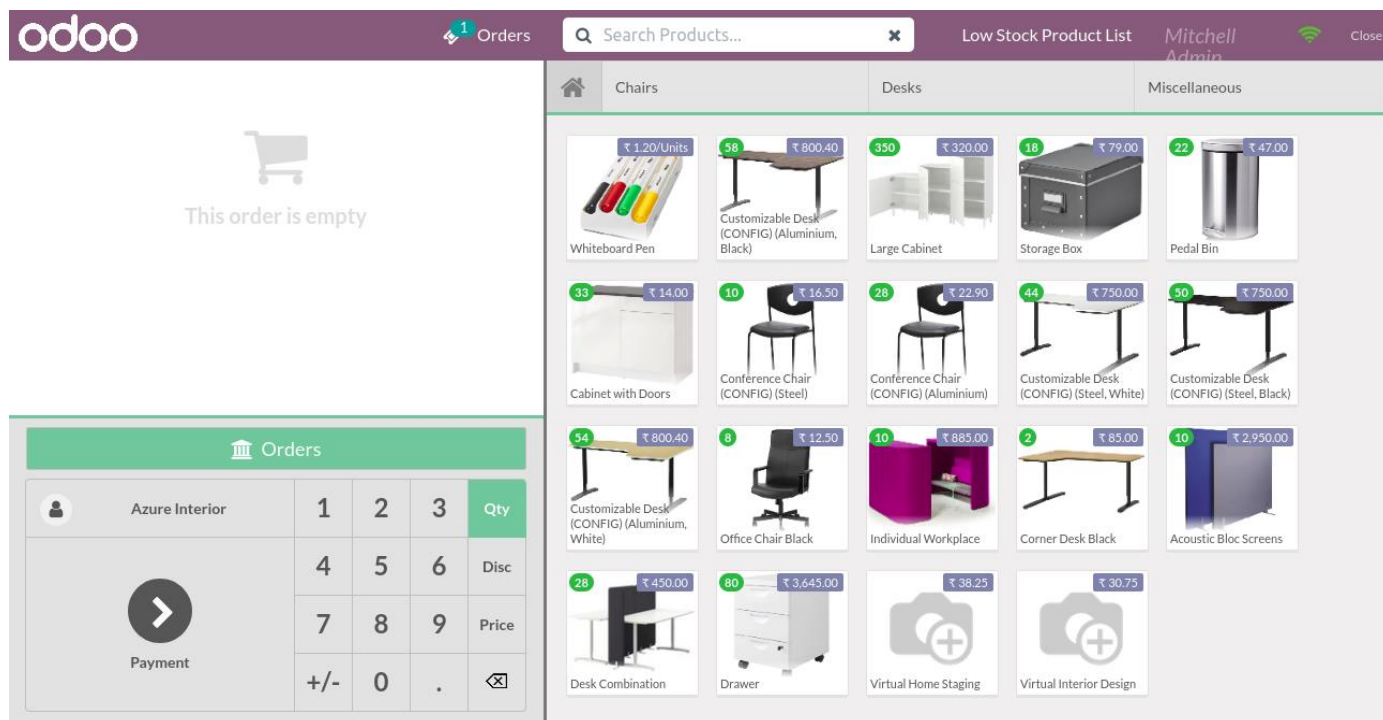 odoo
1
Orders
Search Products...
Low Stock Product List
Mitchell
Admin
Close
This order is empty
Orders
Azure Interior
1 2 3 Qty
4 5 6 Disc
7 8 9 Price
+/- 0 .
Payment
Chairs
Desks
Miscellaneous
₹ 1.20/Units
Whiteboard Pen
58
₹ 800.40
Customizable Desk
(CONFIG) (Aluminium,
Black)
350
₹ 320.00
Large Cabinet
18
₹ 79.00
Storage Box
22
₹ 47.00
Pedal Bin
33
₹ 14.00
Cabinet with Doors
10
₹ 16.50
Conference Chair
(CONFIG) (Steel)
28
₹ 22.90
Conference Chair
(CONFIG) (Aluminium)
44
₹ 750.00
Customizable Desk
(CONFIG) (Steel, White)
50
₹ 750.00
Customizable Desk
(CONFIG) (Steel, Black)
54
₹ 800.40
Customizable Desk
(CONFIG) (Aluminium,
White)
8
₹ 12.50
Office Chair Black
10
₹ 885.00
Individual Workplace
2
₹ 85.00
Corner Desk Black
10
₹ 2,950.00
Acoustic Bloc Screens
28
₹ 450.00
Desk Combination
80
₹ 3,645.00
Drawer
₹ 38.25
Virtual Home Staging
₹ 30.75
Virtual Interior Design